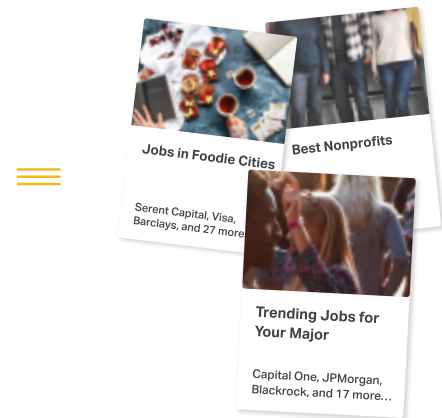 Jobs in Foodie Cities
Serent Capital, Visa,
Barclays, and 27 more
Best Nonprofits
Trending Jobs for
Your Major
Capital One, JPMorgan,
Blackrock, and 17 more...